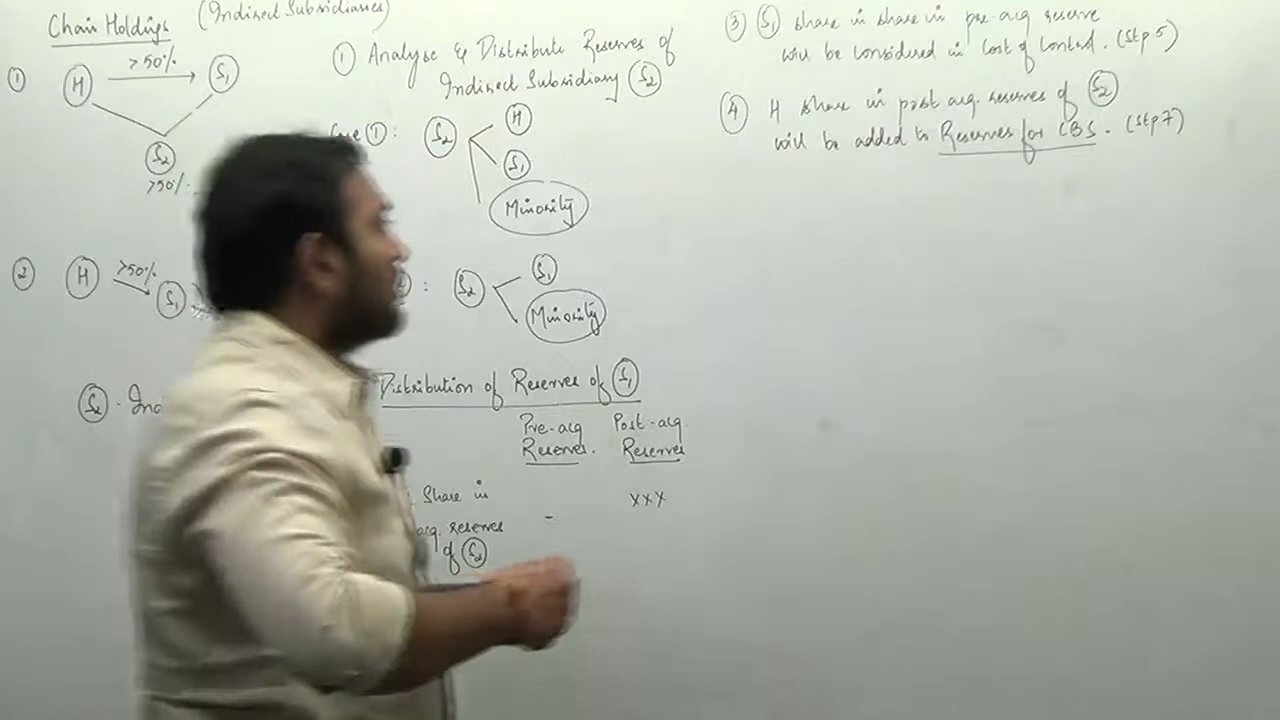 Chain Holdings (Indirect Subsidiaries)
① H >50% S1
S2
>50%
② H >50% S1
S2 - Ind
① Analyse & Distribute Reserves of
Indirect Subsidiary S2
Case ①: S2 H
S1
Minority
: S2 S1
Minority
Distribution of Reserves of S1
Pre-acq Post-acq
Reserves. Reserves
Share in xxx
acq. reserves -
of S2
③ S1 share in share in pre-acq reserve
will be considered in Cost of Control. (Step 5)
④ H share in post acq. reserves of S2
will be added to Reserves for CBS. (Step 7)